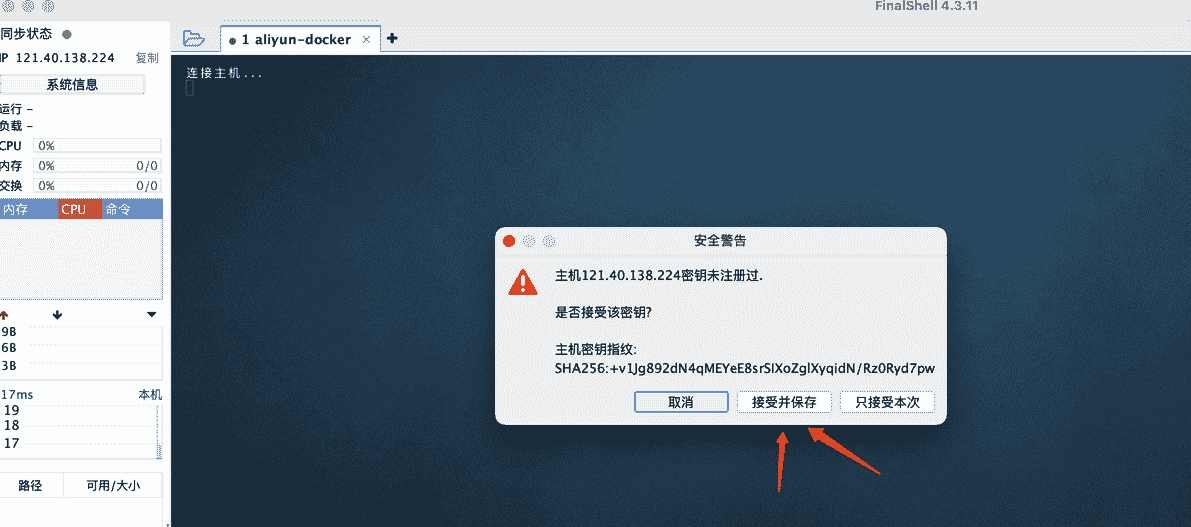 FinalShell 4.3.11
同步状态
IP 121.40.138.224 复制
系统信息
运行 -
负载 -
CPU 0%
内存 0% 0/0
交换 0% 0/0
内存 CPU 命令
9B
6B
3B
17ms 本机
19
18
17
路径 可用/大小
1 aliyun-docker × +
连接主机...
安全警告
主机121.40.138.224密钥未注册过.
是否接受该密钥?
主机密钥指纹:
SHA256:+v1Jg892dN4qMEYeE8srSIXoZglXyqidN/Rz0Ryd7pw
取消 接受并保存 只接受本次